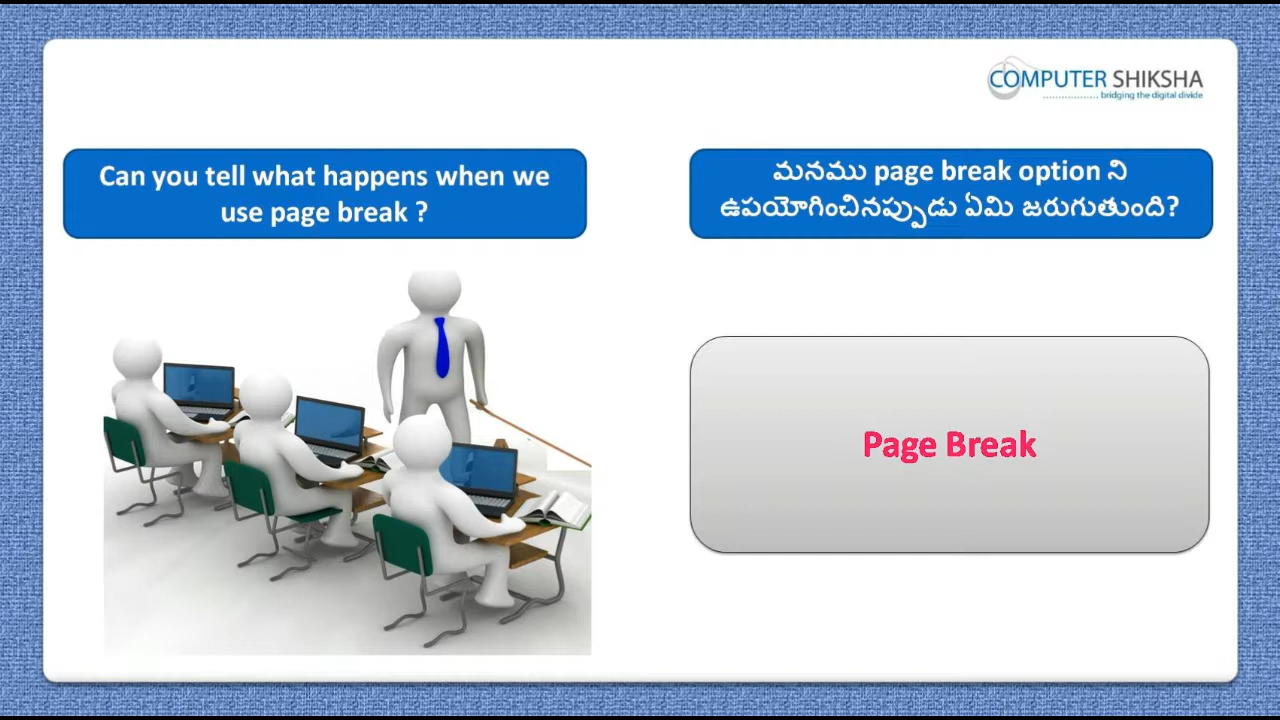 COMPUTER SHIKSHA
bridging the digital divide
Can you tell what happens when we
use page break ?
మనము page break option ని
ఉపయోగించినప్పుడు ఏమి జరుగుతుంది?
Page Break